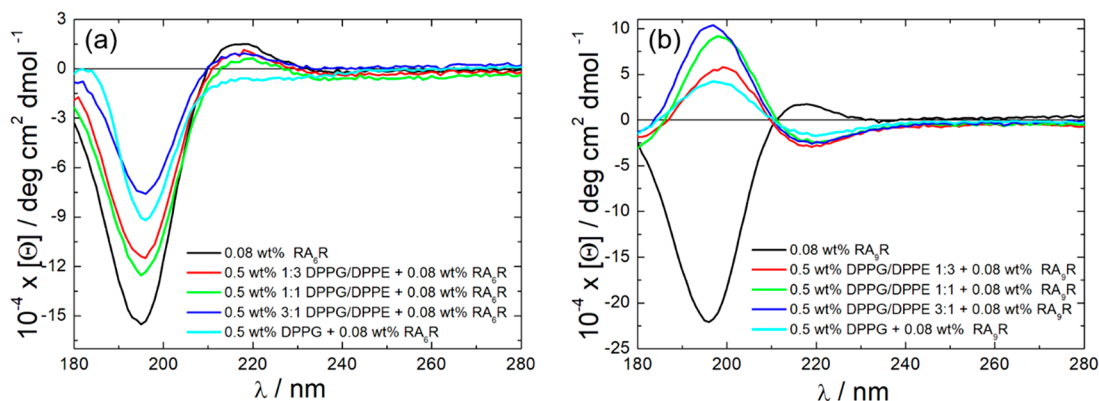 (a)
3
0
-3
-6
-9
-12
-15
10⁻⁴ x [Θ] / deg cm² dmol⁻¹
0.08 wt% RA₆R
0.5 wt% 1:3 DPPG/DPPE + 0.08 wt% RA₆R
0.5 wt% 1:1 DPPG/DPPE + 0.08 wt% RA₆R
0.5 wt% 3:1 DPPG/DPPE + 0.08 wt% RA₆R
0.5 wt% DPPG + 0.08 wt% RA₆R
180 200 220 240 260 280
λ / nm
(b)
10
5
0
-5
-10
-15
-20
-25
10⁻⁴ x [Θ] / deg cm² dmol⁻¹
0.08 wt% RA₉R
0.5 wt% DPPG/DPPE 1:3 + 0.08 wt% RA₉R
0.5 wt% DPPG/DPPE 1:1 + 0.08 wt% RA₉R
0.5 wt% DPPG/DPPE 3:1 + 0.08 wt% RA₉R
0.5 wt% DPPG + 0.08 wt% RA₉R
180 200 220 240 260 280
λ / nm